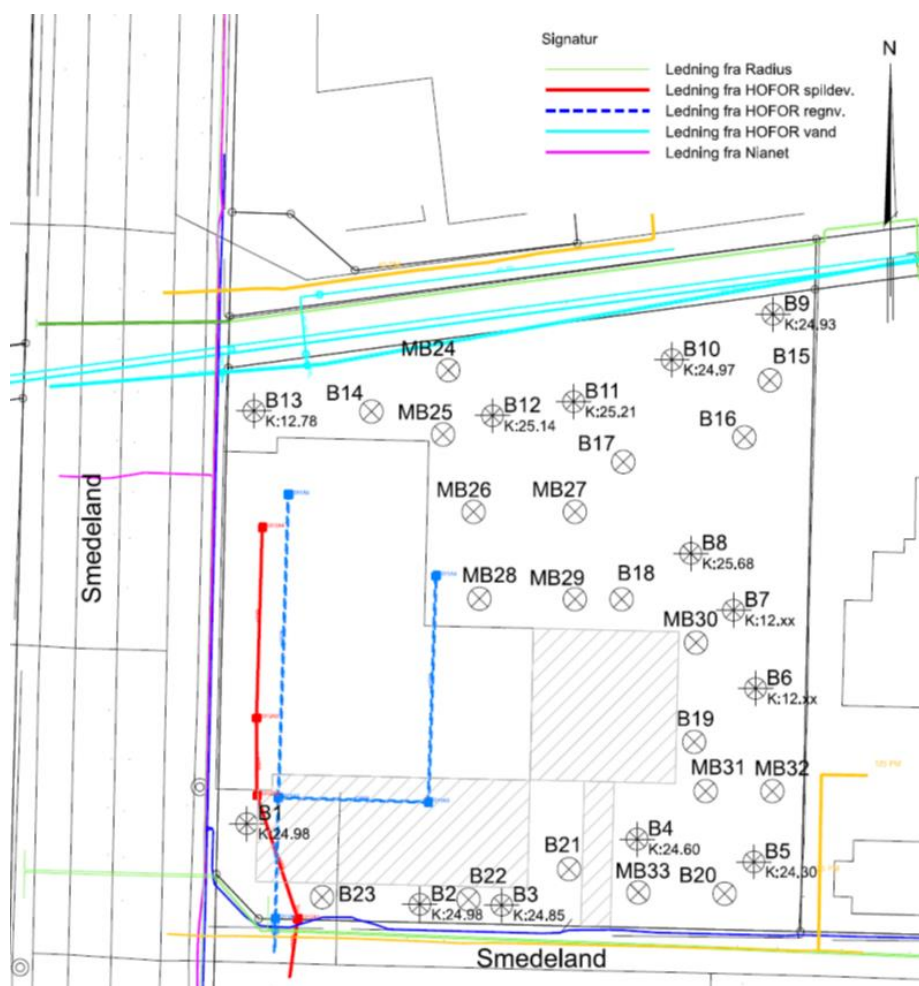 Signatur
N
Ledning fra Radius
Ledning fra HOFOR spildev.
Ledning fra HOFOR regnv.
Ledning fra HOFOR vand
Ledning fra Nianet
B9
K:24.93
B10
K:24.97
MB24
B15
B13
K:12.78
B14
MB25
B12
K:25.14
B11
K:25.21
B16
B17
MB26
MB27
Smedeland
B8
K:25.68
MB28
MB29
B18
B7
K:12.xx
MB30
B6
K:12.xx
B19
MB31
MB32
B1
K:24.98
B4
K:24.60
B21
B5
K:24.30
MB33
B20
B23
B2
K:24.98
B22
B3
K:24.85
Smedeland